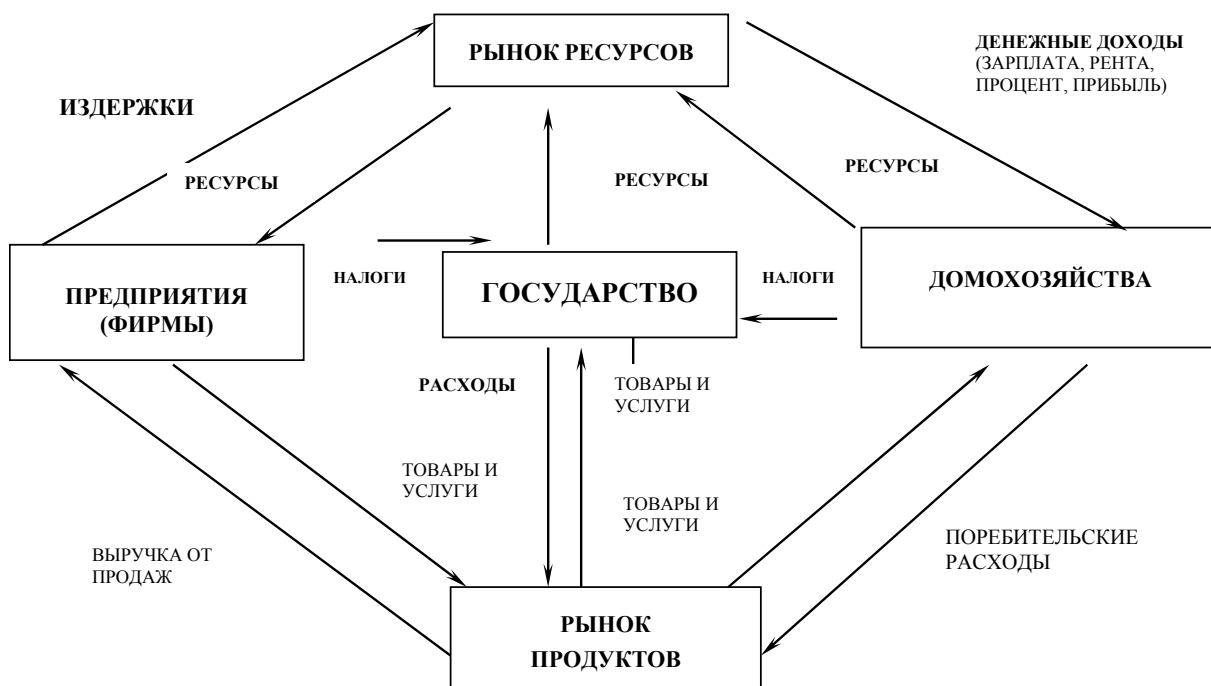 РЫНОК РЕСУРСОВ
ДЕНЕЖНЫЕ ДОХОДЫ
(ЗАРПЛАТА, РЕНТА,
ПРОЦЕНТ, ПРИБЫЛЬ)
ИЗДЕРЖКИ
РЕСУРСЫ
РЕСУРСЫ
РЕСУРСЫ
ПРЕДПРИЯТИЯ
(ФИРМЫ)
НАЛОГИ
ГОСУДАРСТВО
НАЛОГИ
ДОМОХОЗЯЙСТВА
РАСХОДЫ
ТОВАРЫ И
УСЛУГИ
ТОВАРЫ И
УСЛУГИ
ТОВАРЫ И
УСЛУГИ
ВЫРУЧКА ОТ
ПРОДАЖ
ПОРЕБИТЕЛЬСКИЕ
РАСХОДЫ
РЫНОК
ПРОДУКТОВ